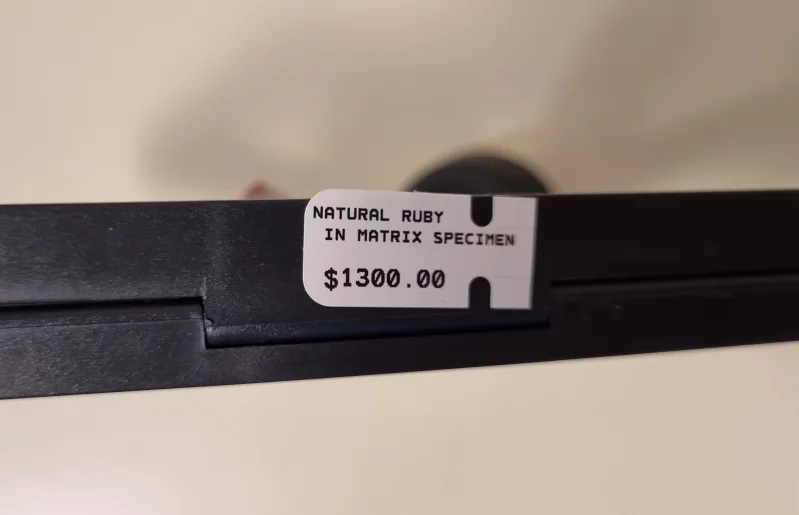 NATURAL RUBY
IN MATRIX SPECIMEN
$1300.00